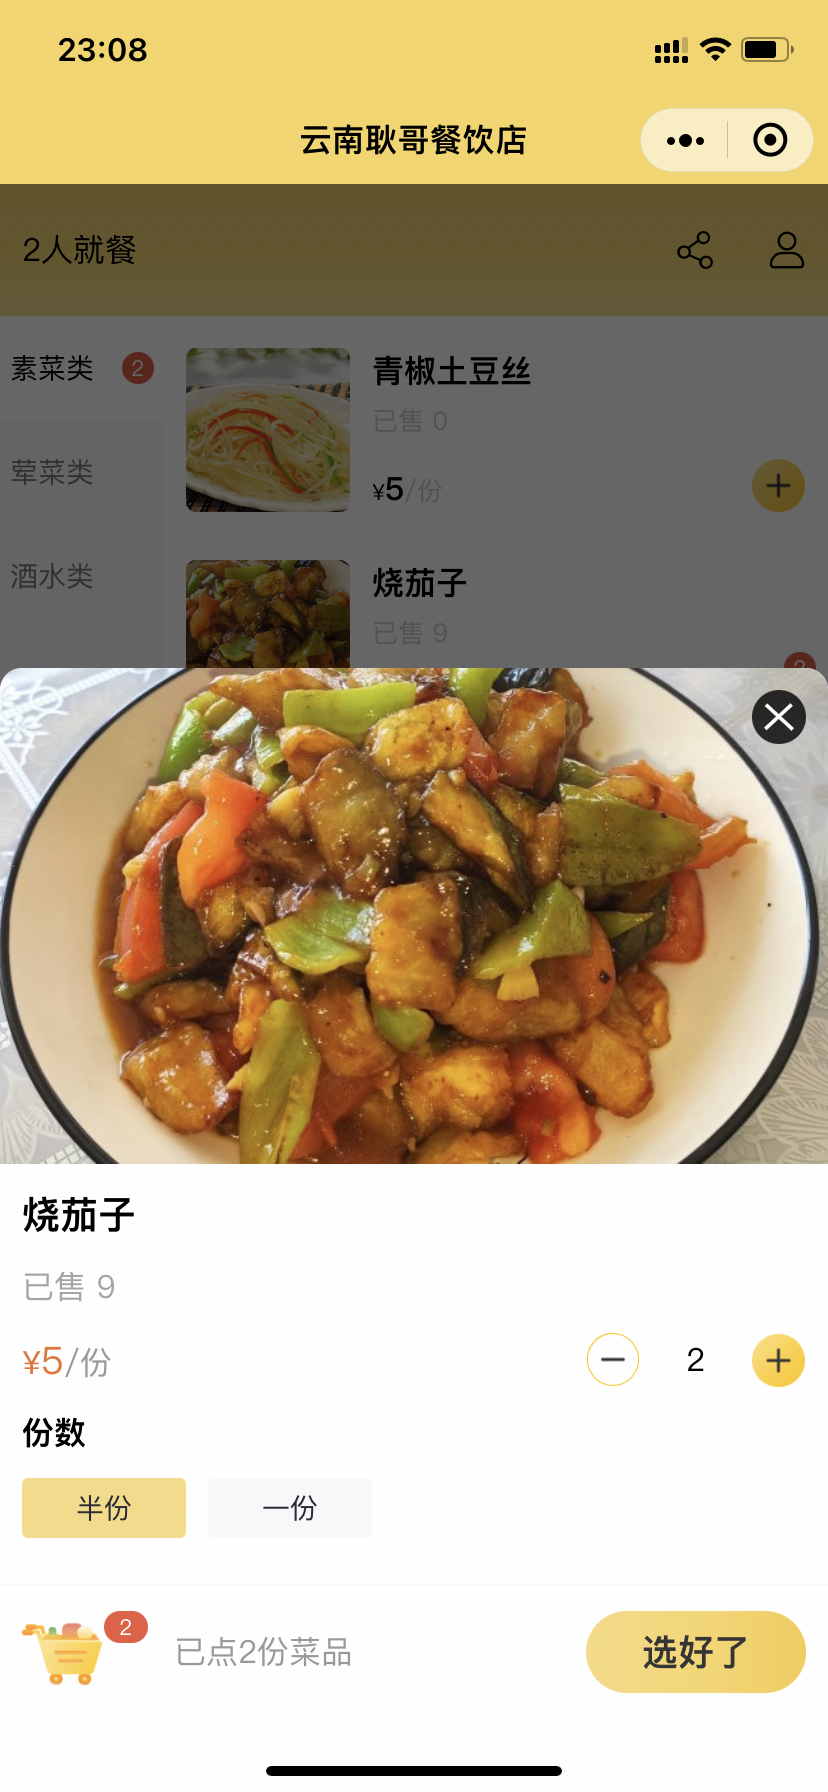 23:08
云南耿哥餐饮店
2人就餐
素菜类 2
荤菜类
酒水类
青椒土豆丝
已售 0
¥5/份
烧茄子
已售 9
2
烧茄子
已售 9
¥5/份
2
份数
半份 一份
2
已点2份菜品
选好了